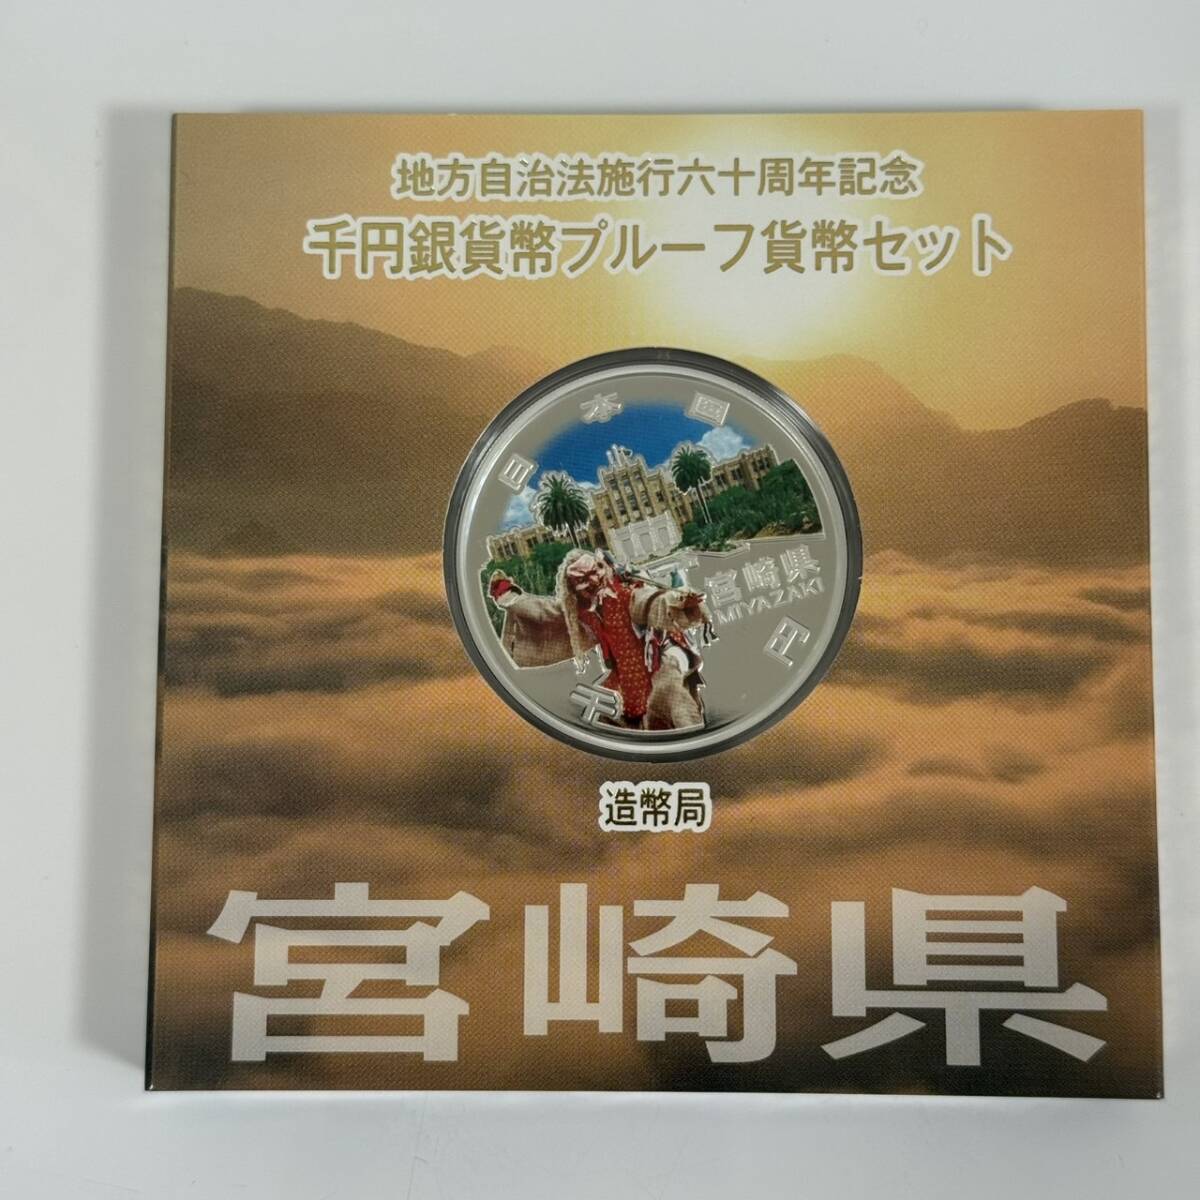 地方自治法施行六十周年記念
千円銀貨幣プルーフ貨幣セット
日本国
宮崎県
MIYAZAKI
千円
造幣局
宮崎県